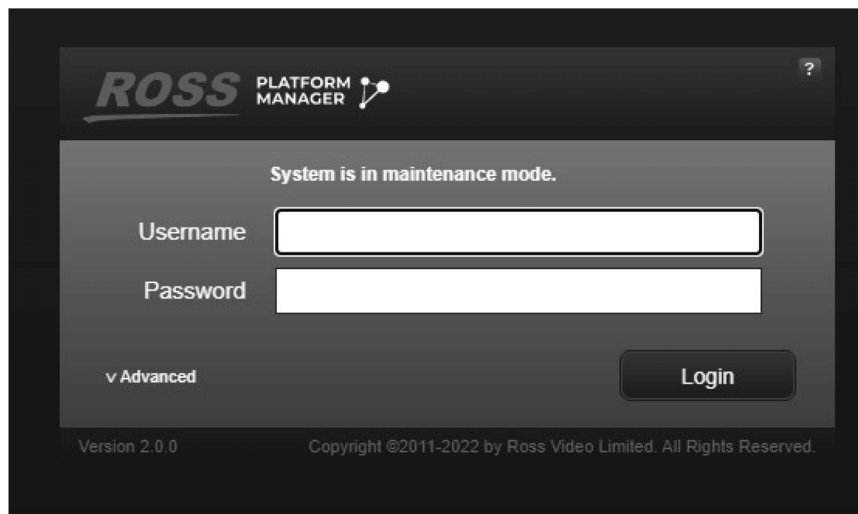 ROSS PLATFORM MANAGER
?
System is in maintenance mode.
Username
Password
v Advanced
Login
Version 2.0.0
Copyright ©2011-2022 by Ross Video Limited. All Rights Reserved.